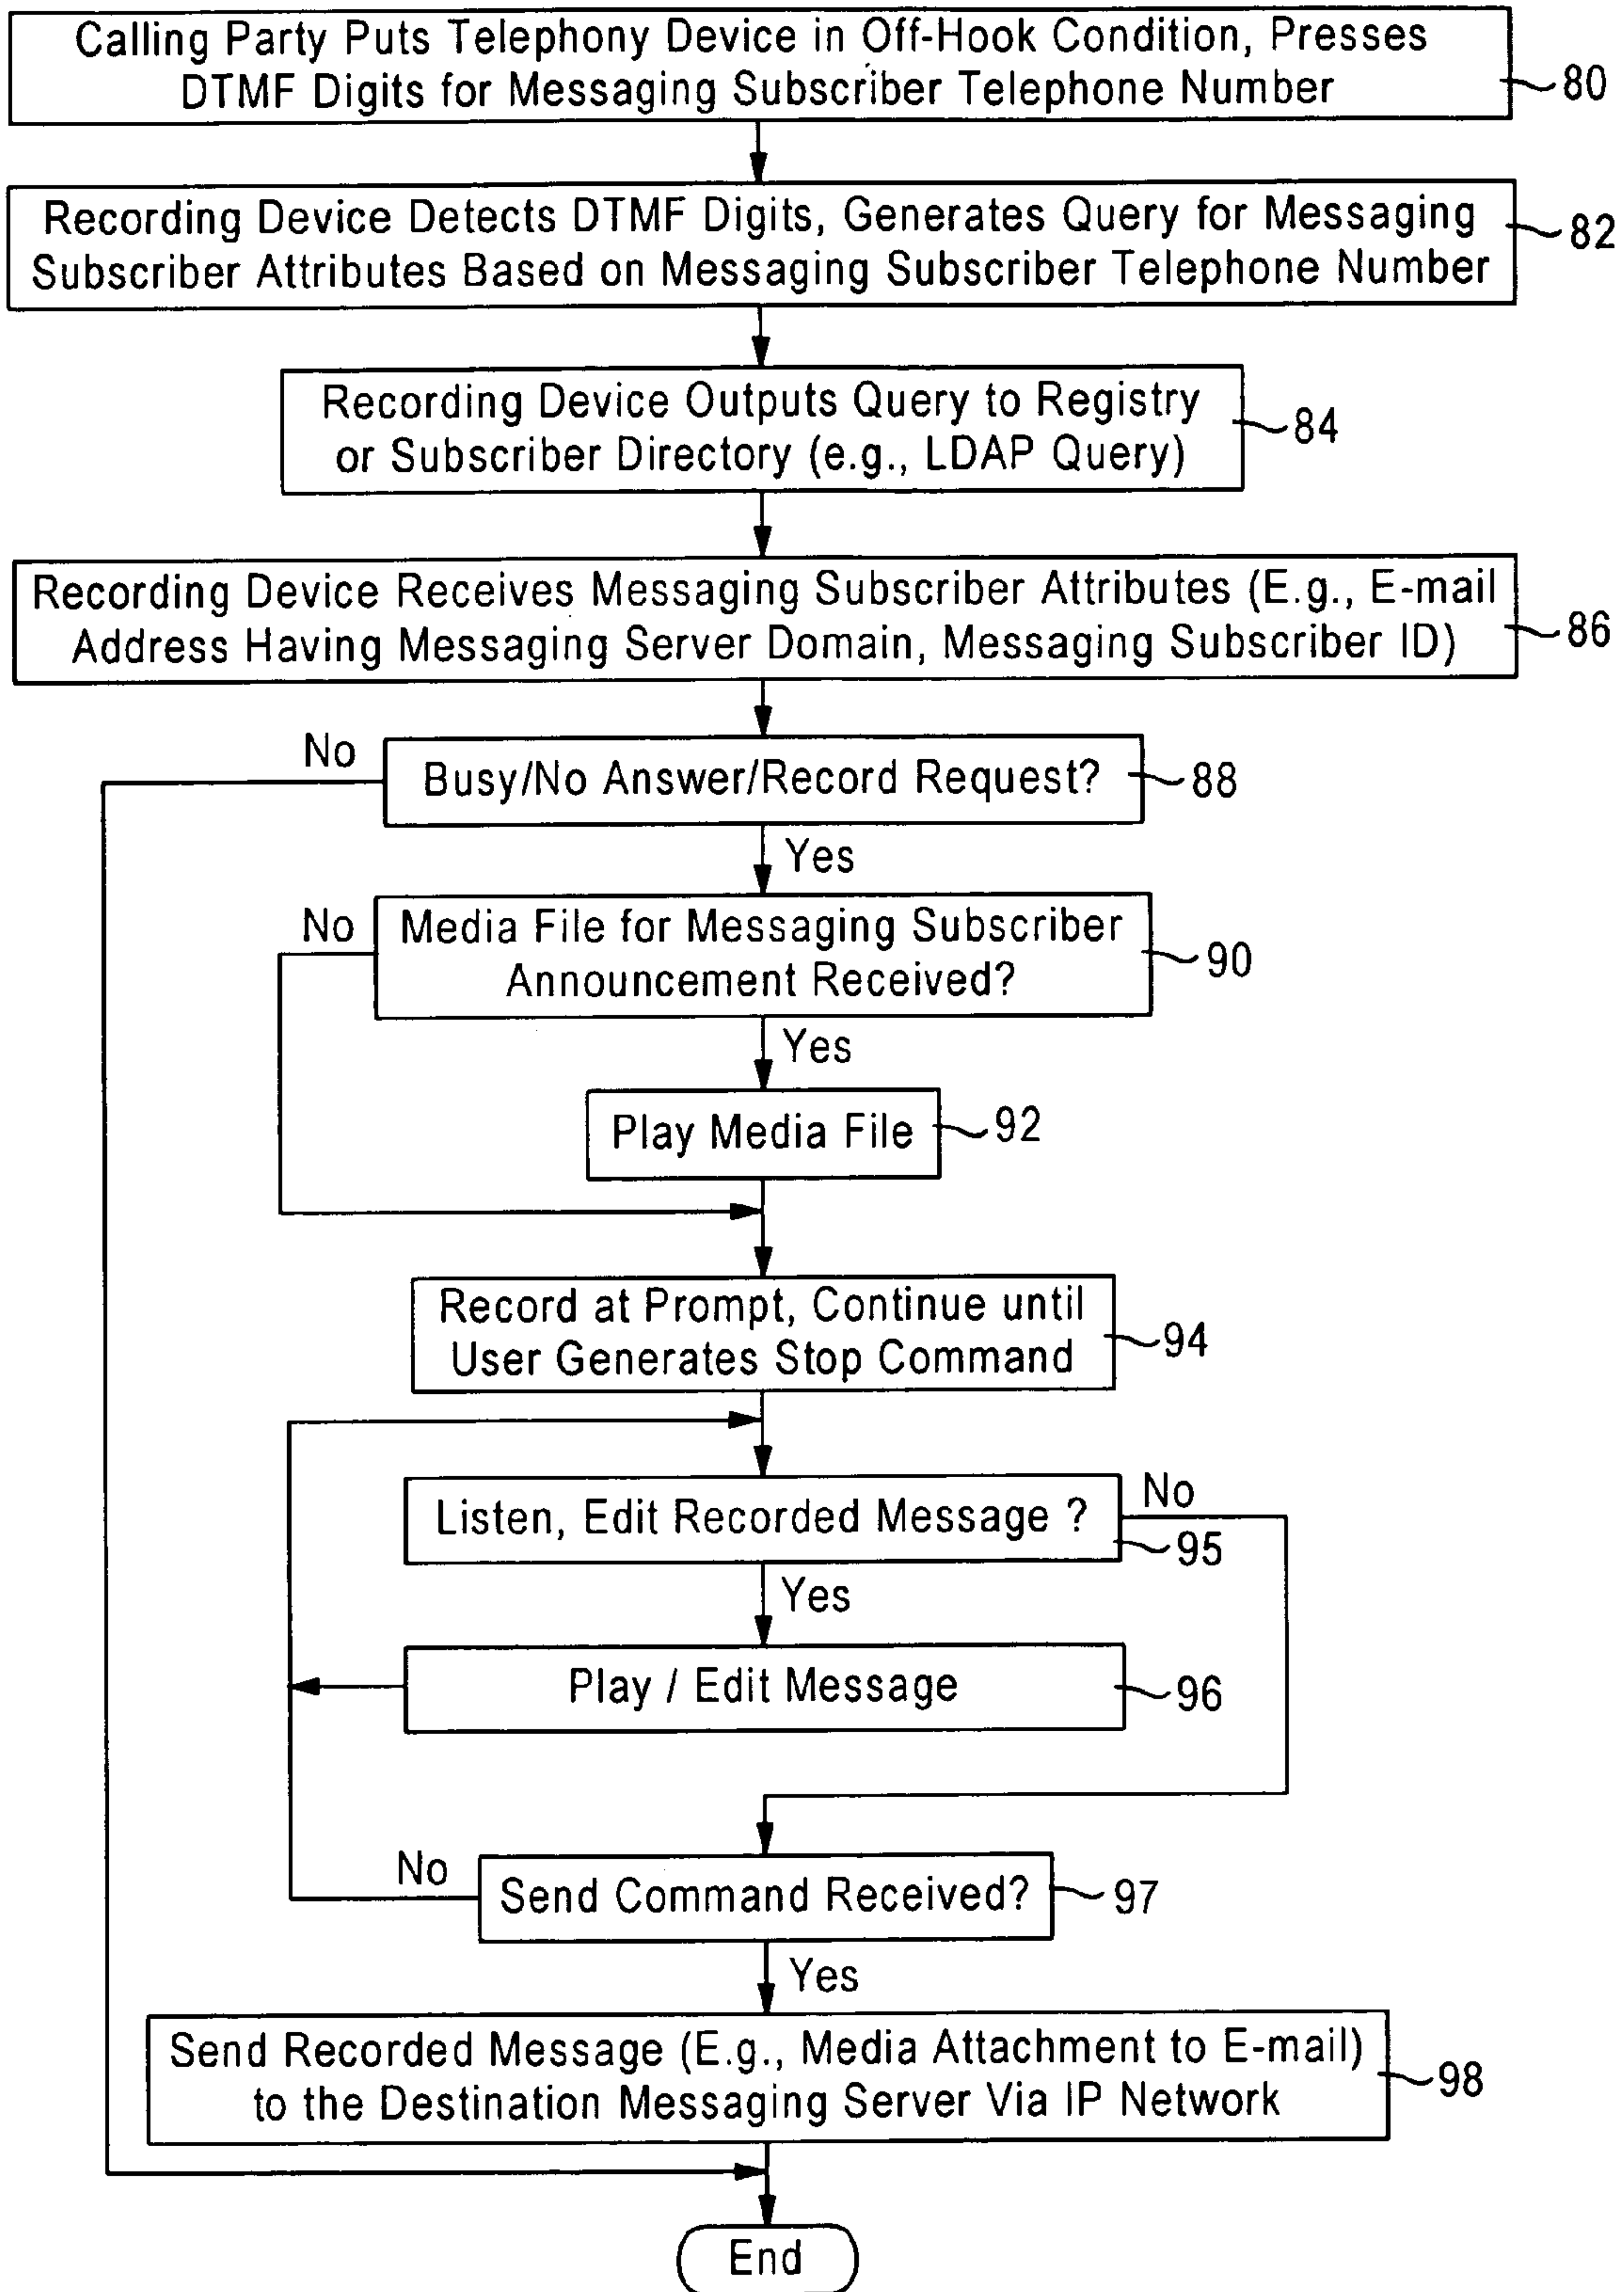 Calling Party Puts Telephony Device in Off-Hook Condition, Presses
DTMF Digits for Messaging Subscriber Telephone Number
80
Recording Device Detects DTMF Digits, Generates Query for Messaging
Subscriber Attributes Based on Messaging Subscriber Telephone Number
82
Recording Device Outputs Query to Registry
or Subscriber Directory (e.g., LDAP Query)
84
Recording Device Receives Messaging Subscriber Attributes (E.g., E-mail
Address Having Messaging Server Domain, Messaging Subscriber ID)
86
No
Busy/No Answer/Record Request?
88
Yes
No
Media File for Messaging Subscriber
Announcement Received?
90
Yes
Play Media File
92
Record at Prompt, Continue until
User Generates Stop Command
94
Listen, Edit Recorded Message ?
No
95
Yes
Play / Edit Message
96
No
Send Command Received?
97
Yes
Send Recorded Message (E.g., Media Attachment to E-mail)
to the Destination Messaging Server Via IP Network
98
End